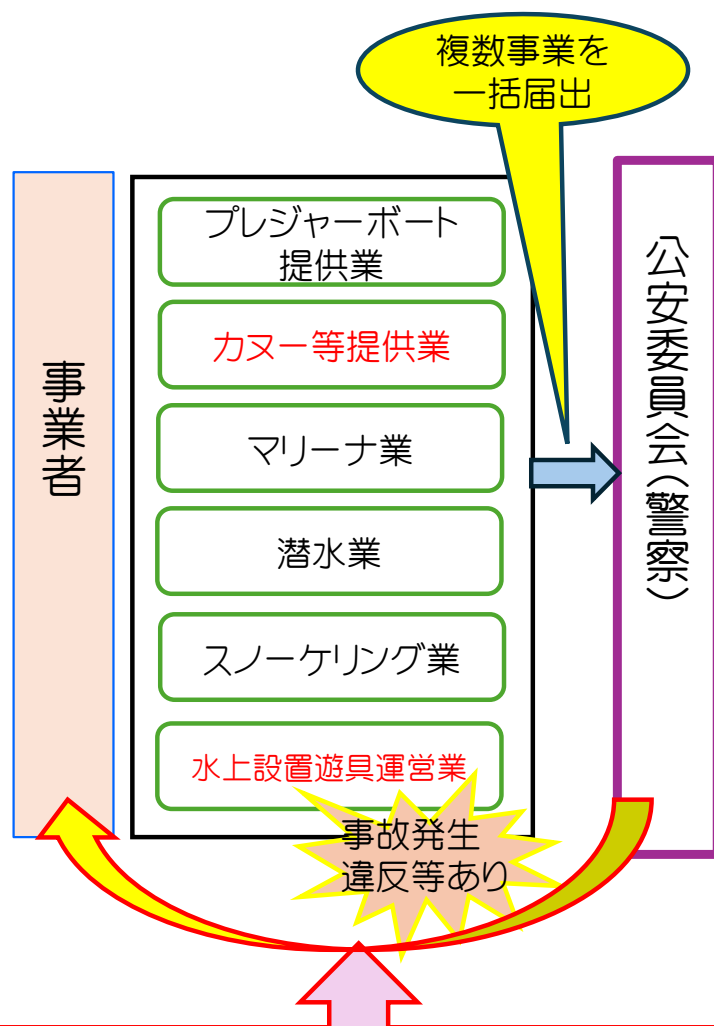 複数事業を
一括届出
事業者
プレジャーボート
提供業
カヌー等提供業
マリーナ業
潜水業
スノーケリング業
水上設置遊具運営業
公安委員会（警察）
事故発生
違反等あり